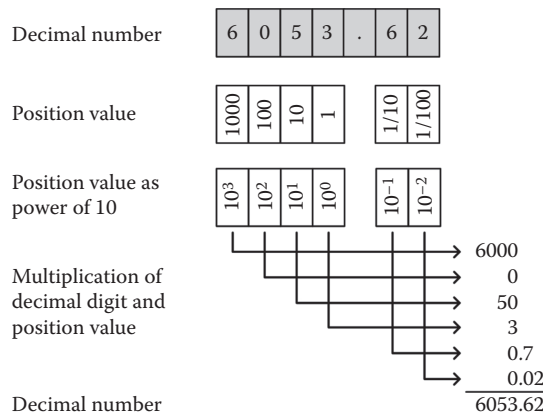 Decimal number 6 0 5 3 . 6 2
Position value 1000 100 10 1 1/10 1/100
Position value as
power of 10
10³ 10² 10¹ 10⁰ 10⁻¹ 10⁻²
6000
0
Multiplication of
decimal digit and
position value
50
3
0.7
0.02
Decimal number 6053.62